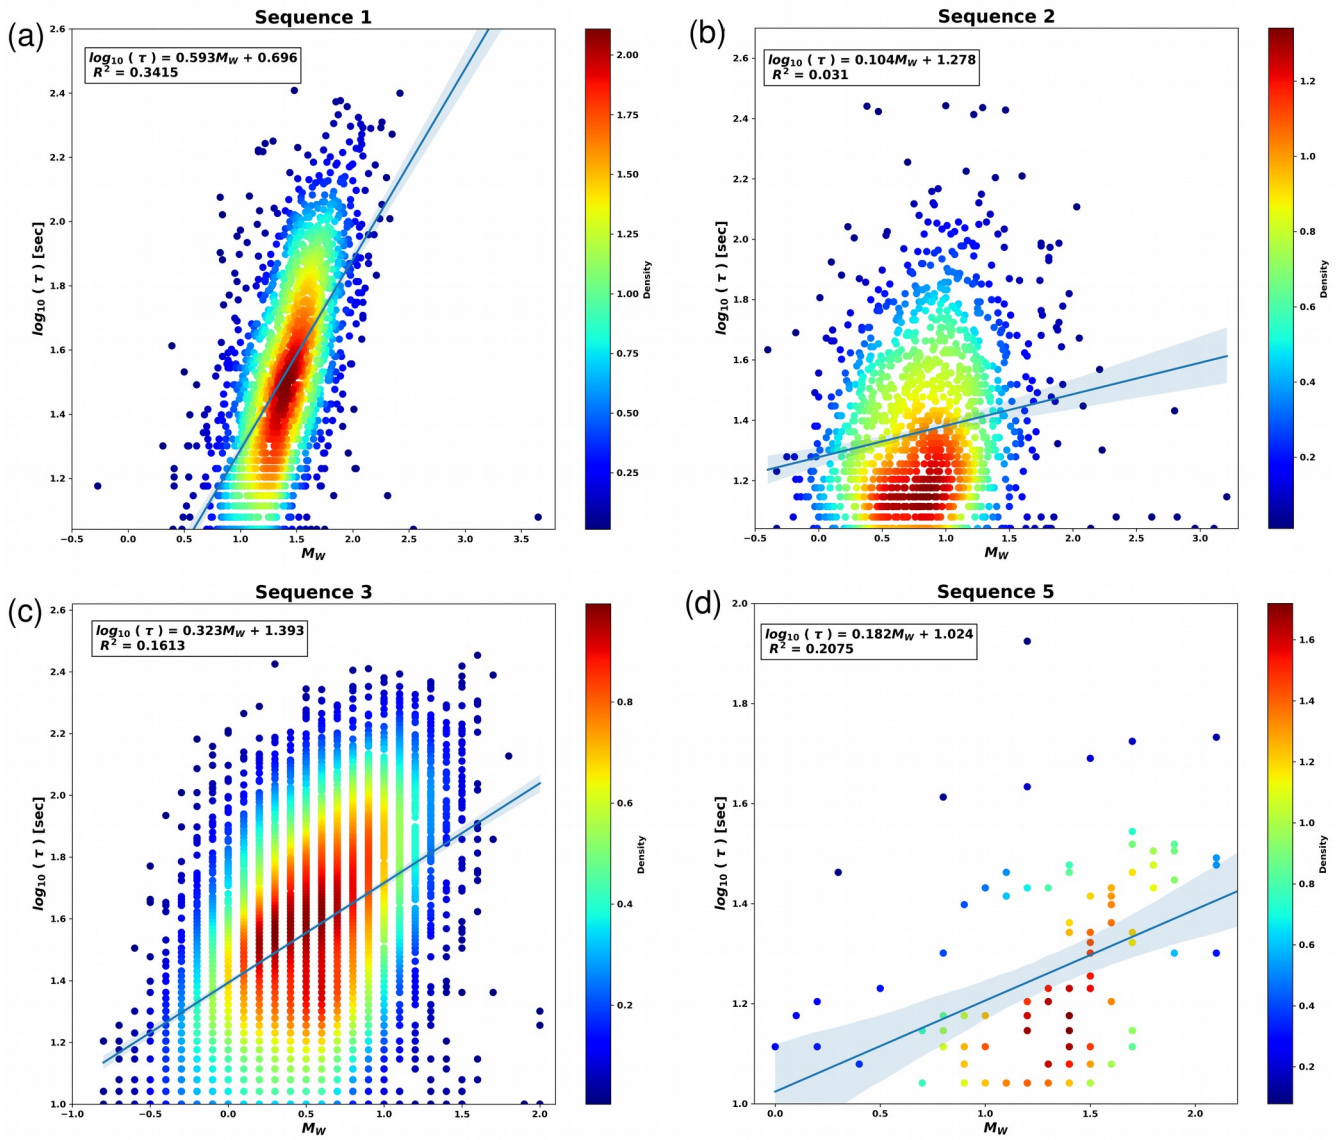 (a)
Sequence 1
log10 ( τ ) = 0.593MW + 0.696
R² = 0.3415
2.6
2.4
2.2
2.0
1.8
1.6
1.4
1.2
log10 ( τ ) [sec]
−0.5 0.0 0.5 1.0 1.5 2.0 2.5 3.0 3.5
MW
2.00
1.75
1.50
1.25
1.00
0.75
0.50
0.25
Density
(b)
Sequence 2
log10 ( τ ) = 0.104MW + 1.278
R² = 0.031
2.6
2.4
2.2
2.0
1.8
1.6
1.4
1.2
log10 ( τ ) [sec]
−0.5 0.0 0.5 1.0 1.5 2.0 2.5 3.0
MW
1.2
1.0
0.8
0.6
0.4
0.2
Density
(c)
Sequence 3
log10 ( τ ) = 0.323MW + 1.393
R² = 0.1613
2.6
2.4
2.2
2.0
1.8
1.6
1.4
1.2
1.0
log10 ( τ ) [sec]
−1.0 −0.5 0.0 0.5 1.0 1.5 2.0
MW
0.8
0.6
0.4
0.2
Density
(d)
Sequence 5
log10 ( τ ) = 0.182MW + 1.024
R² = 0.2075
2.0
1.8
1.6
1.4
1.2
1.0
log10 ( τ ) [sec]
0.0 0.5 1.0 1.5 2.0
MW
1.6
1.4
1.2
1.0
0.8
0.6
0.4
0.2
Density